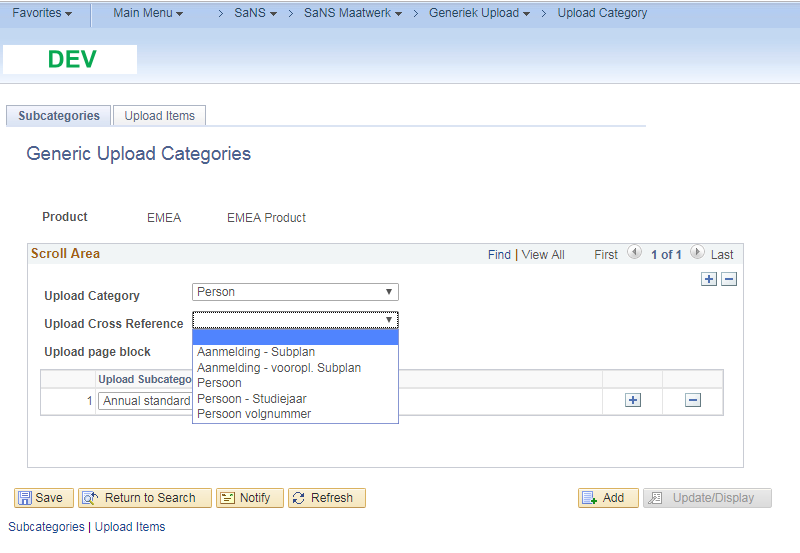 Favorites Main Menu > SaNS > SaNS Maatwerk > Generiek Upload > Upload Category
DEV
Subcategories Upload Items
Generic Upload Categories
Product EMEA EMEA Product
Scroll Area Find | View All First 1 of 1 Last
Upload Category Person
Upload Cross Reference
Upload page block
Aanmelding - Subplan
Aanmelding - vooropl. Subplan
Persoon
Persoon - Studiejaar
Persoon volgnummer
Upload Subcatego
1 Annual standard
Save Return to Search Notify Refresh Add Update/Display
Subcategories | Upload Items